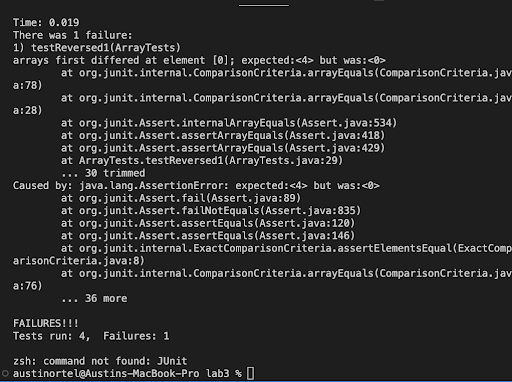 Time: 0.019
There was 1 failure:
1) testReversed1(ArrayTests)
arrays first differed at element [0]; expected:<4> but was:<0>
at org.junit.internal.ComparisonCriteria.arrayEquals(ComparisonCriteria.jav
a:78)
at org.junit.internal.ComparisonCriteria.arrayEquals(ComparisonCriteria.jav
a:28)
at org.junit.Assert.internalArrayEquals(Assert.java:534)
at org.junit.Assert.assertArrayEquals(Assert.java:418)
at org.junit.Assert.assertArrayEquals(Assert.java:429)
at ArrayTests.testReversed1(ArrayTests.java:29)
... 30 trimmed
Caused by: java.lang.AssertionError: expected:<4> but was:<0>
at org.junit.Assert.fail(Assert.java:89)
at org.junit.Assert.failNotEquals(Assert.java:835)
at org.junit.Assert.assertEquals(Assert.java:120)
at org.junit.Assert.assertEquals(Assert.java:146)
at org.junit.internal.ExactComparisonCriteria.assertElementsEqual(ExactComp
arisonCriteria.java:8)
at org.junit.internal.ComparisonCriteria.arrayEquals(ComparisonCriteria.jav
a:76)
... 36 more
FAILURES!!!
Tests run: 4,  Failures: 1
zsh: command not found: JUnit
austinortel@Austins-MacBook-Pro lab3 %